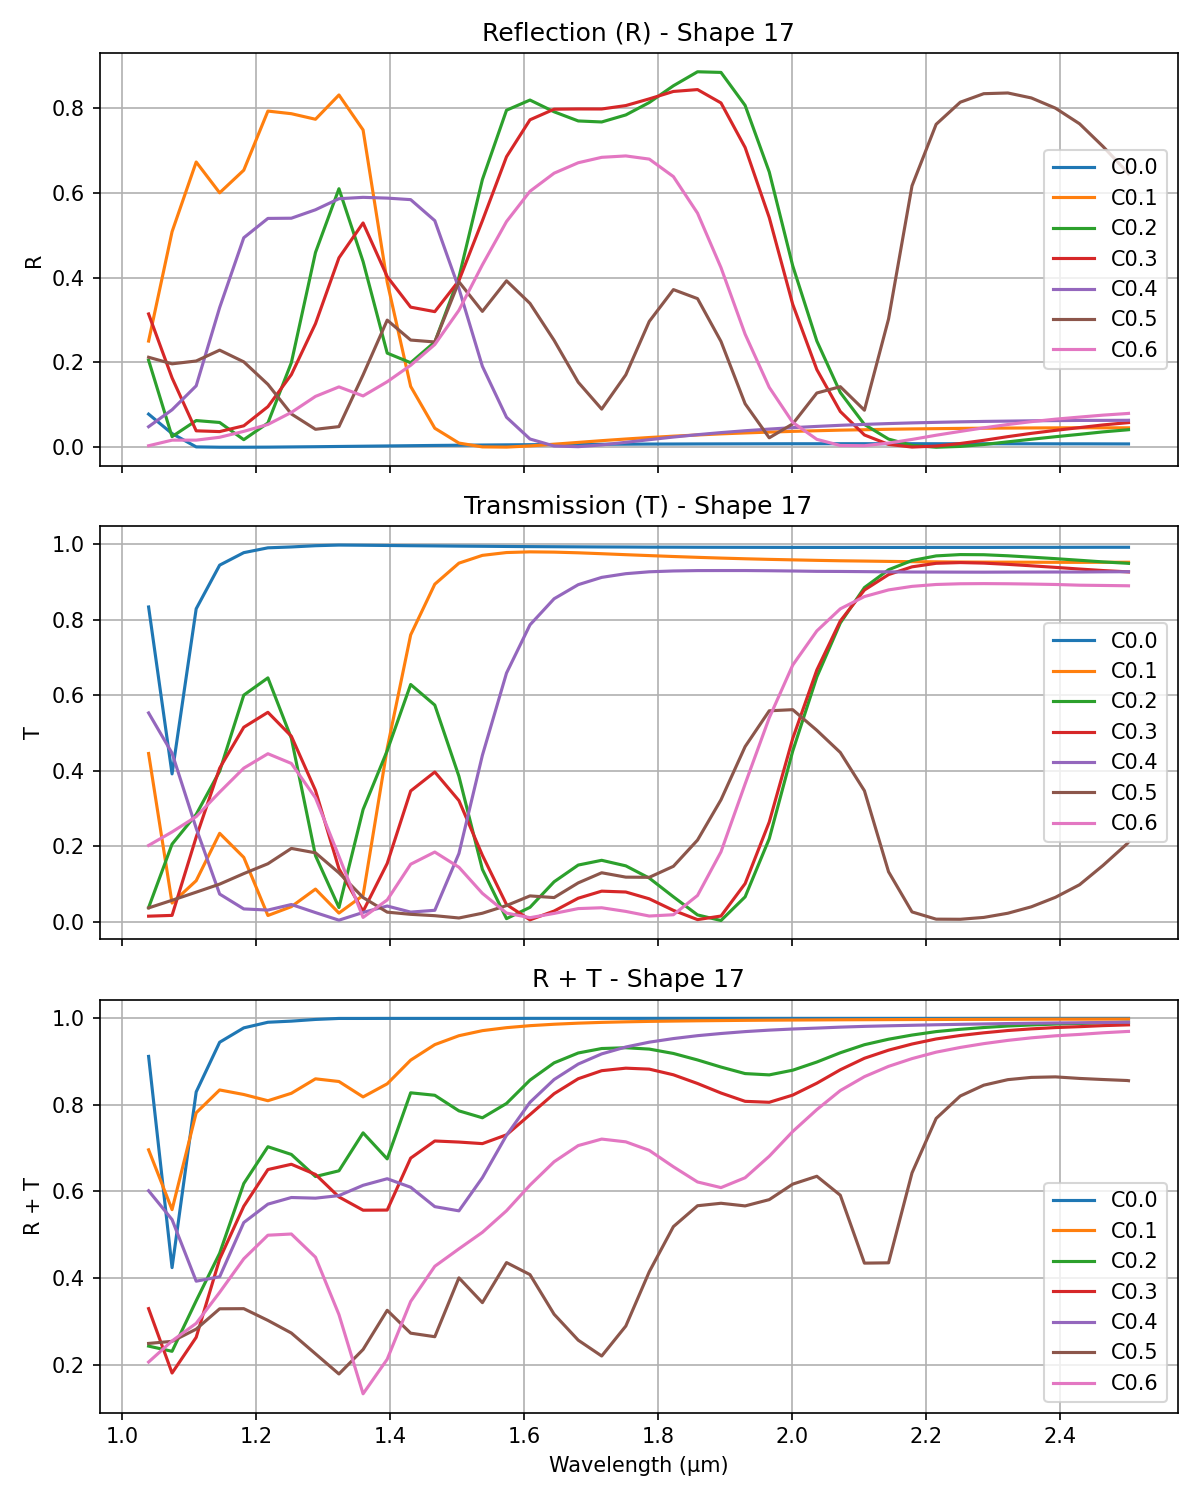 Reflection (R) - Shape 17
0.8
0.6
0.4
0.2
0.0
R
C0.0
C0.1
C0.2
C0.3
C0.4
C0.5
C0.6
Transmission (T) - Shape 17
1.0
0.8
0.6
0.4
0.2
0.0
T
C0.0
C0.1
C0.2
C0.3
C0.4
C0.5
C0.6
R + T - Shape 17
1.0
0.8
0.6
0.4
0.2
R + T
C0.0
C0.1
C0.2
C0.3
C0.4
C0.5
C0.6
1.0 1.2 1.4 1.6 1.8 2.0 2.2 2.4
Wavelength (μm)